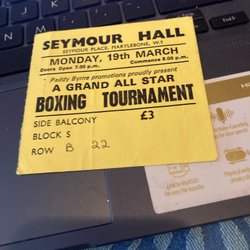 SEYMOUR HALL
SEYMOUR PLACE, MARYLEBONE, W.1
MONDAY, 19th MARCH
Doors Open 7.00 p.m. Commence 8.00 p.m.
Paddy Byrne promotions proudly present
A GRAND ALL STAR
BOXING TOURNAMENT
SIDE BALCONY £3
BLOCK S
ROW B 22